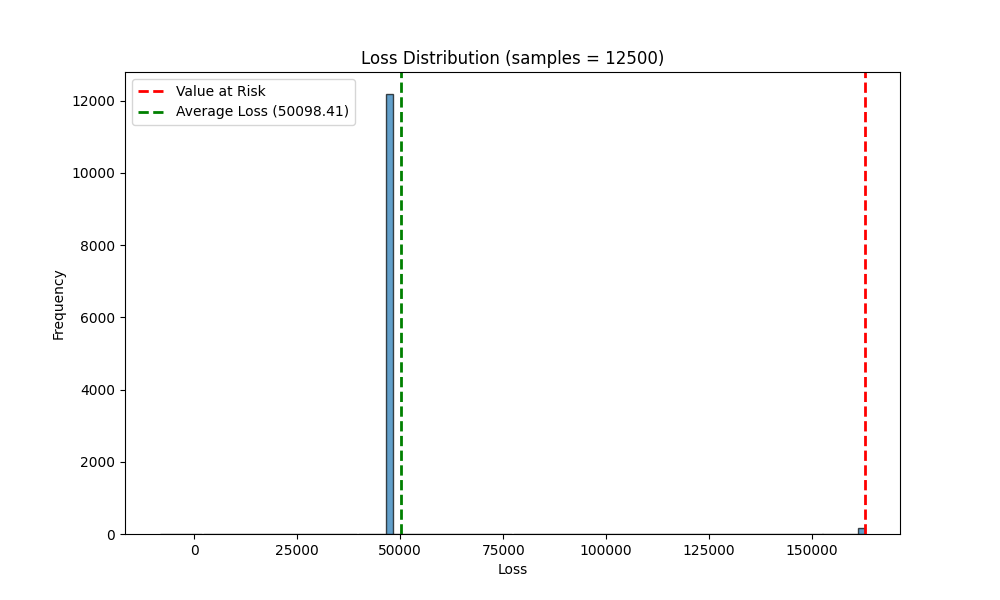 Loss Distribution (samples = 12500)
Value at Risk
Average Loss (50098.41)
12000
10000
8000
6000
4000
2000
0
Frequency
0 25000 50000 75000 100000 125000 150000
Loss